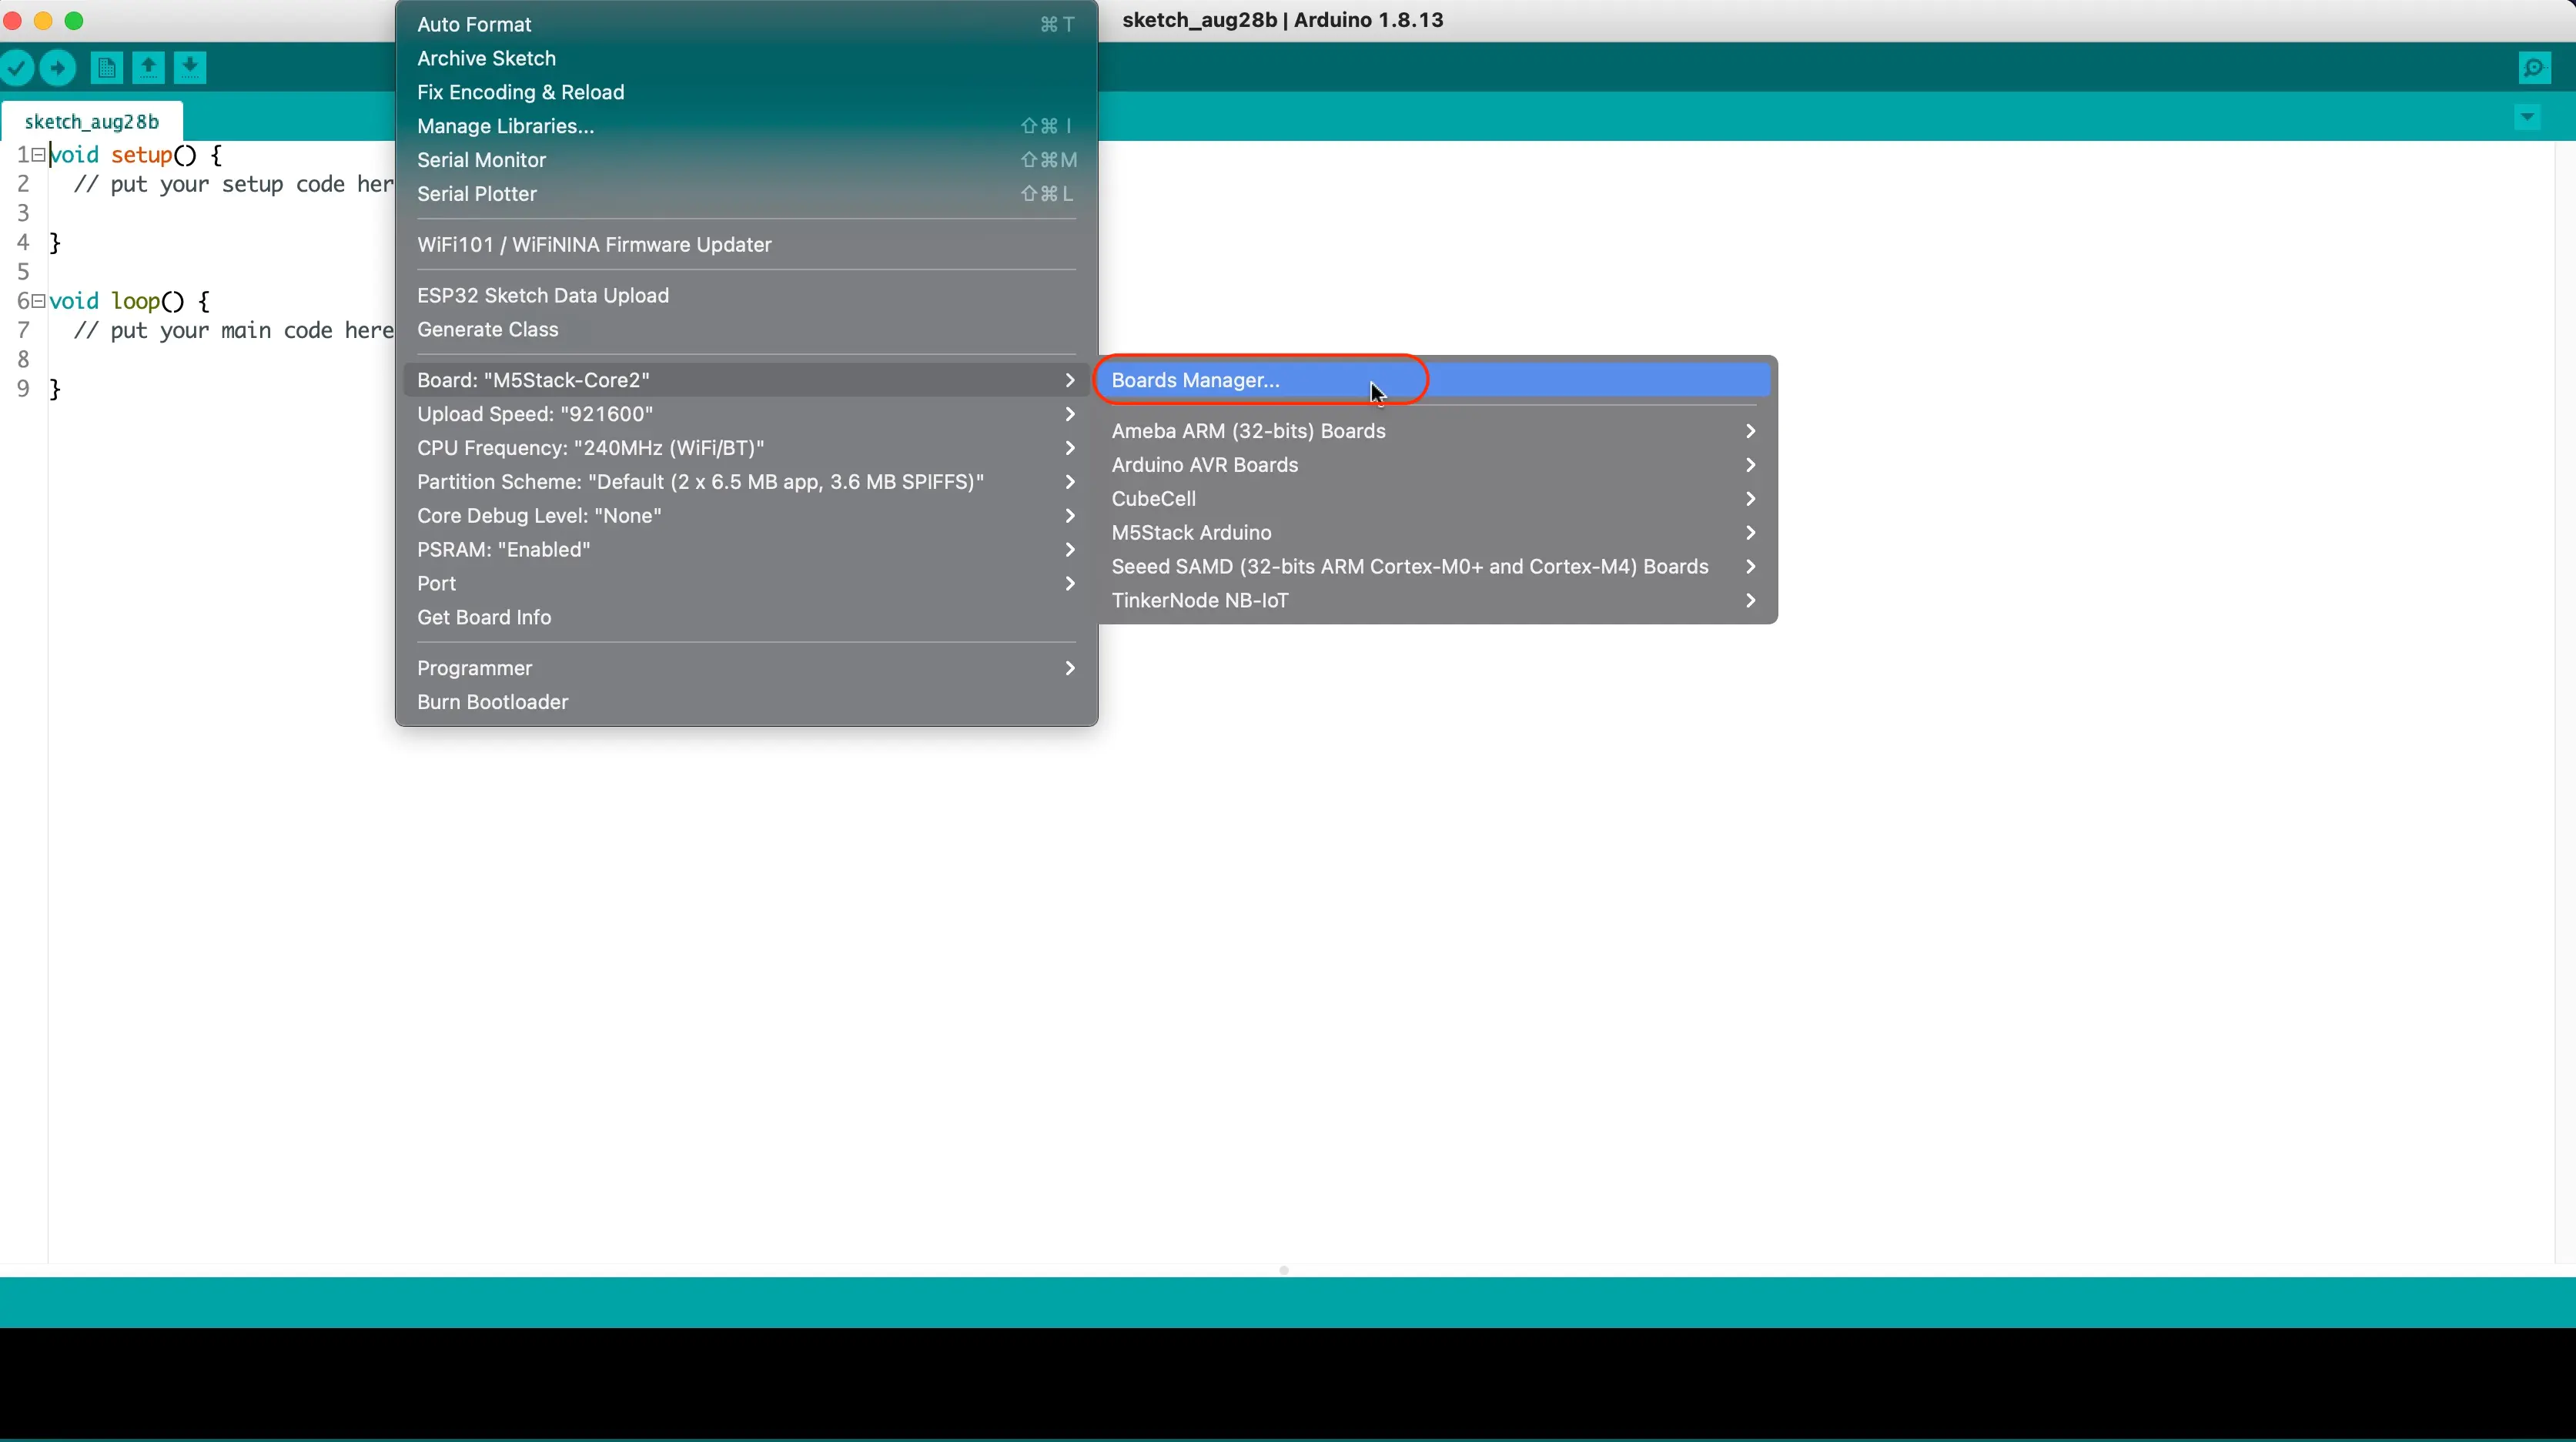 sketch_aug28b | Arduino 1.8.13
sketch_aug28b
1 void setup() {
2 // put your setup code her
3
4 }
5
6 void loop() {
7 // put your main code here
8
9 }
Auto Format ⌘ T
Archive Sketch
Fix Encoding & Reload
Manage Libraries... ⇧⌘ I
Serial Monitor ⇧⌘M
Serial Plotter ⇧⌘ L
WiFi101 / WiFiNINA Firmware Updater
ESP32 Sketch Data Upload
Generate Class
Board: "M5Stack-Core2"
Upload Speed: "921600"
CPU Frequency: "240MHz (WiFi/BT)"
Partition Scheme: "Default (2 x 6.5 MB app, 3.6 MB SPIFFS)"
Core Debug Level: "None"
PSRAM: "Enabled"
Port
Get Board Info
Programmer
Burn Bootloader
Boards Manager...
Ameba ARM (32-bits) Boards
Arduino AVR Boards
CubeCell
M5Stack Arduino
Seeed SAMD (32-bits ARM Cortex-M0+ and Cortex-M4) Boards
TinkerNode NB-IoT